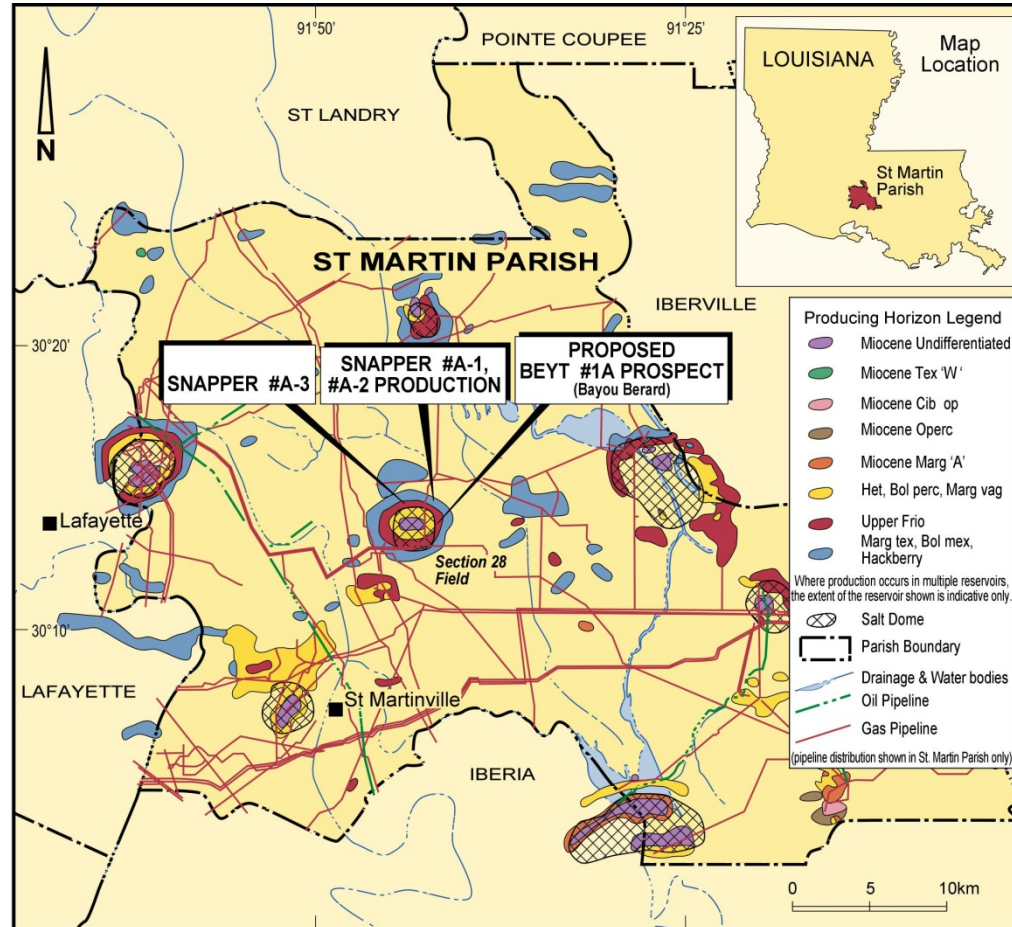 91°50'
91°25'
POINTE COUPEE
LOUISIANA
Map
Location
ST LANDRY
N
St Martin
Parish
ST MARTIN PARISH
IBERVILLE
30°20'
SNAPPER #A-3
SNAPPER #A-1,
#A-2 PRODUCTION
PROPOSED
BEYT #1A PROSPECT
(Bayou Berard)
Producing Horizon Legend
Miocene Undifferentiated
Miocene Tex 'W'
Miocene Cib op
Miocene Operc
Miocene Marg 'A'
Het, Bol perc, Marg vag
Upper Frio
Marg tex, Bol mex,
Hackberry
Where production occurs in multiple reservoirs,
the extent of the reservoir shown is indicative only.
Salt Dome
Parish Boundary
Drainage & Water bodies
Oil Pipeline
Gas Pipeline
(pipeline distribution shown in St. Martin Parish only)
Lafayette
Section 28
Field
30°10'
LAFAYETTE
St Martinville
IBERIA
0 5 10km